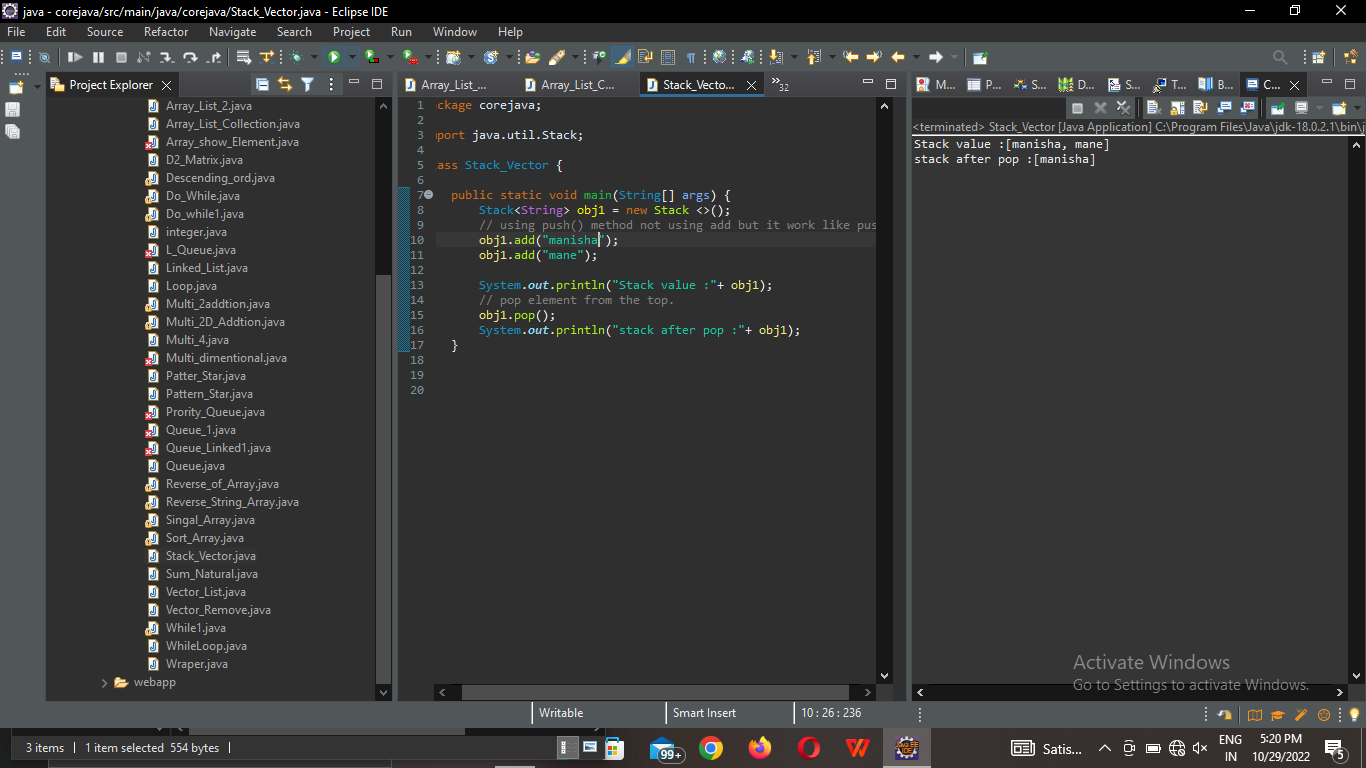 java - corejava/src/main/java/corejava/Stack_Vector.java - Eclipse IDE
File Edit Source Refactor Navigate Search Project Run Window Help
Project Explorer
Array_List_2.java
Array_List_Collection.java
Array_show_Element.java
D2_Matrix.java
Descending_ord.java
Do_While.java
Do_while1.java
integer.java
L_Queue.java
Linked_List.java
Loop.java
Multi_2addtion.java
Multi_2D_Addtion.java
Multi_4.java
Multi_dimentional.java
Patter_Star.java
Pattern_Star.java
Prority_Queue.java
Queue_1.java
Queue_Linked1.java
Queue.java
Reverse_of_Array.java
Reverse_String_Array.java
Singal_Array.java
Sort_Array.java
Stack_Vector.java
Sum_Natural.java
Vector_List.java
Vector_Remove.java
While1.java
WhileLoop.java
Wraper.java
webapp
Array_List_... Array_List_C... Stack_Vecto... »32
1 ckage corejava;
2
3 port java.util.Stack;
4
5 ass Stack_Vector {
6
7 public static void main(String[] args) {
8 Stack<String> obj1 = new Stack <>();
9 // using push() method not using add but it work like pus
10 obj1.add("manisha");
11 obj1.add("mane");
12
13 System.out.println("Stack value :"+ obj1);
14 // pop element from the top.
15 obj1.pop();
16 System.out.println("stack after pop :"+ obj1);
17 }
18
19
20
M... P... S... D... S... T... B... C...
<terminated> Stack_Vector [Java Application] C:\Program Files\Java\jdk-18.0.2.1\bin\j
Stack value :[manisha, mane]
stack after pop :[manisha]
Activate Windows
Go to Settings to activate Windows.
Writable Smart Insert 10 : 26 : 236
3 items 1 item selected 554 bytes
99+
JAVA EE
IDE
Satis...
ENG
IN
5:20 PM
10/29/2022
5